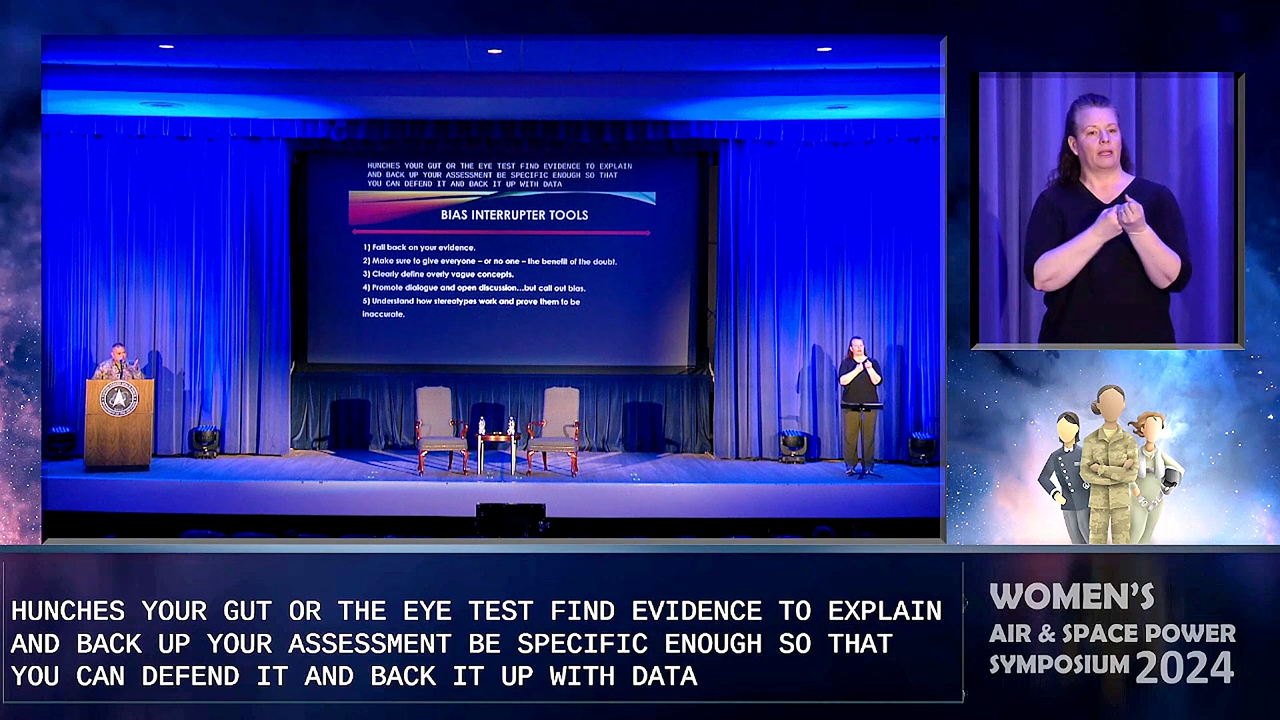 HUNCHES YOUR GUT OR THE EYE TEST FIND EVIDENCE TO EXPLAIN
AND BACK UP YOUR ASSESSMENT BE SPECIFIC ENOUGH SO THAT
YOU CAN DEFEND IT AND BACK IT UP WITH DATA
BIAS INTERRUPTER TOOLS
1) Fall back on your evidence.
2) Make sure to give everyone – or no one – the benefit of the doubt.
3) Clearly define overly vague concepts.
4) Promote dialogue and open discussion...but call out bias.
5) Understand how stereotypes work and prove them to be
inaccurate.
HUNCHES YOUR GUT OR THE EYE TEST FIND EVIDENCE TO EXPLAIN
AND BACK UP YOUR ASSESSMENT BE SPECIFIC ENOUGH SO THAT
YOU CAN DEFEND IT AND BACK IT UP WITH DATA
WOMEN'S
AIR & SPACE POWER
SYMPOSIUM 2024